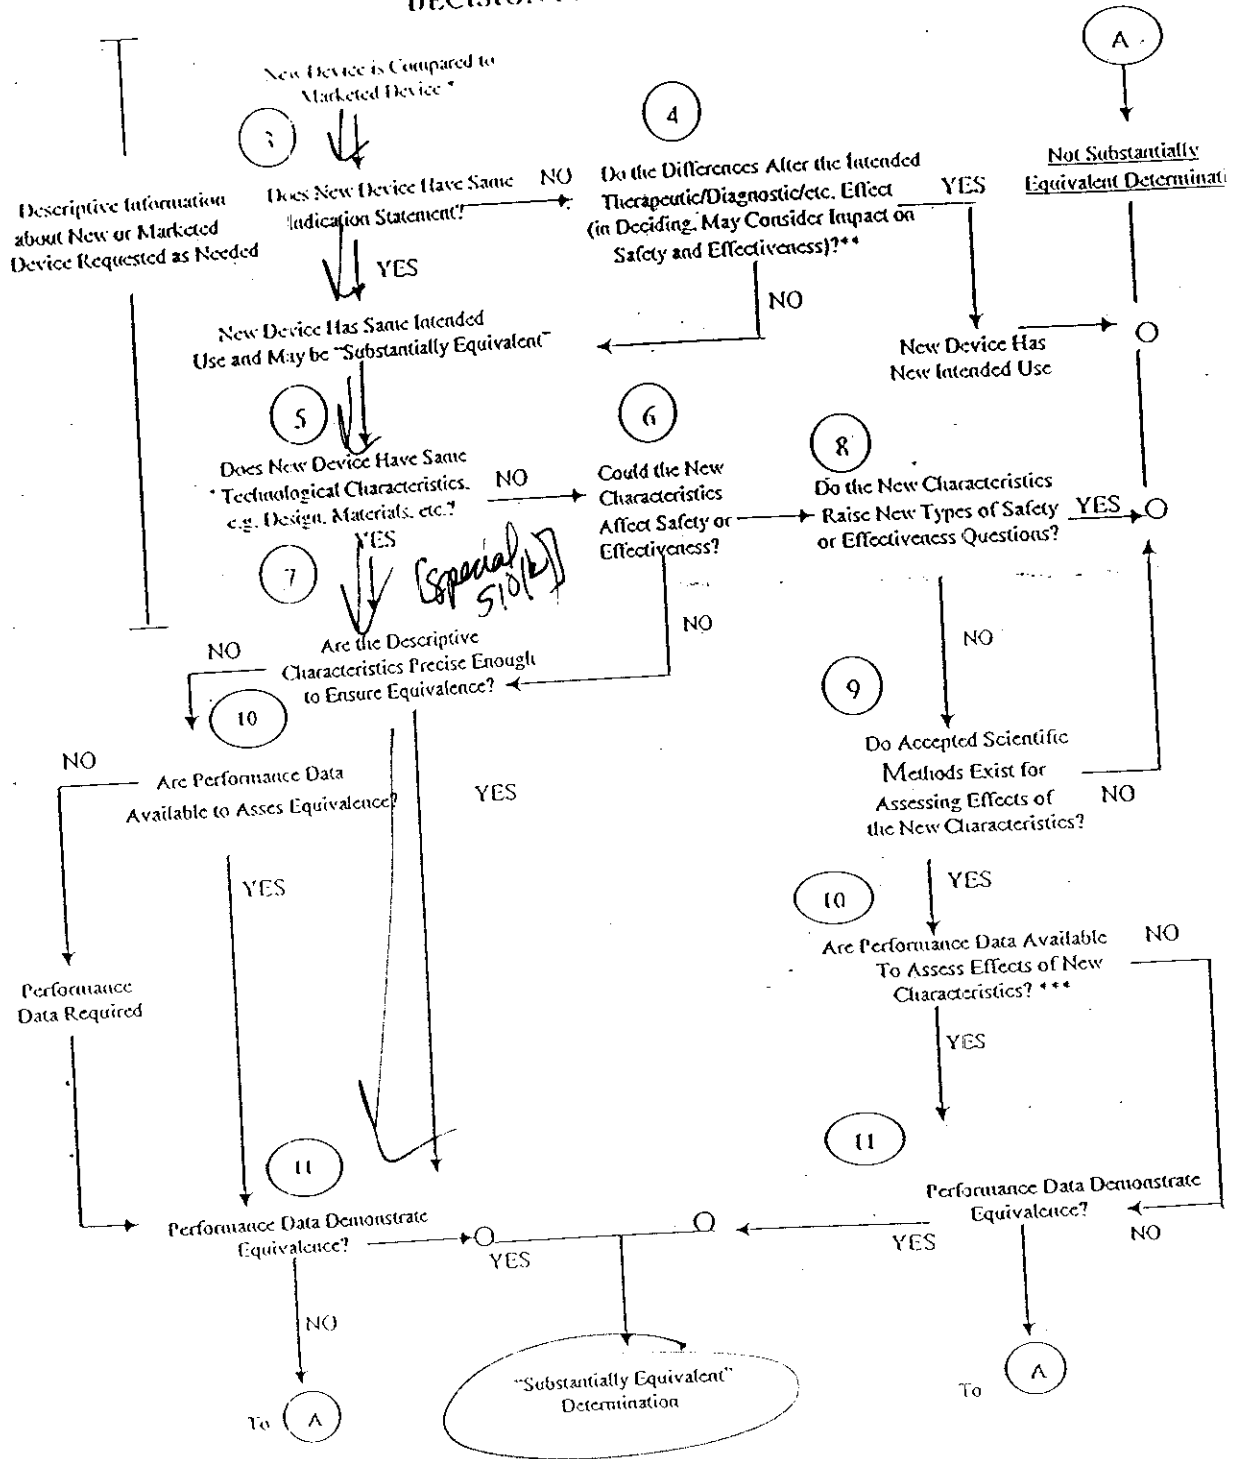 A
New Device is Compared to
Marketed Device *
3
4
Descriptive Information
about New or Marketed
Device Requested as Needed
Does New Device Have Same
Indication Statement?
NO
Do the Differences Alter the Intended
Therapeutic/Diagnostic/etc. Effect
(in Deciding, May Consider Impact on
Safety and Effectiveness)?**
YES
Not Substantially
Equivalent Determinati
YES
NO
New Device Has Same Intended
Use and May be "Substantially Equivalent"
New Device Has
New Intended Use
5
6
8
Does New Device Have Same
Technological Characteristics,
e.g. Design, Materials, etc.?
NO
Could the New
Characteristics
Affect Safety or
Effectiveness?
Do the New Characteristics
Raise New Types of Safety
or Effectiveness Questions?
YES
YES
7
[special
510(k)]
NO
Are the Descriptive
Characteristics Precise Enough
to Ensure Equivalence?
NO
NO
10
9
NO
Are Performance Data
Available to Asses Equivalence?
YES
Do Accepted Scientific
Methods Exist for
Assessing Effects of
the New Characteristics?
NO
YES
10
YES
Are Performance Data Available
To Assess Effects of New
Characteristics? ***
NO
Performance
Data Required
YES
11
11
Performance Data Demonstrate
Equivalence?
YES
Performance Data Demonstrate
Equivalence?
YES
NO
NO
To A
"Substantially Equivalent"
Determination
To A